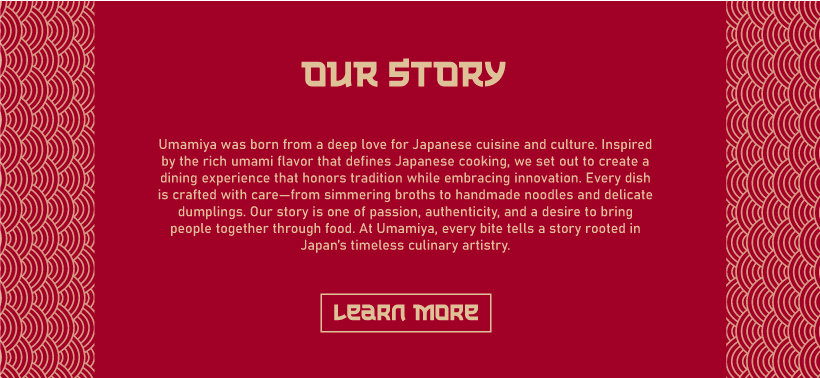 OUR STORY
Umamiya was born from a deep love for Japanese cuisine and culture. Inspired
by the rich umami flavor that defines Japanese cooking, we set out to create a
dining experience that honors tradition while embracing innovation. Every dish
is crafted with care—from simmering broths to handmade noodles and delicate
dumplings. Our story is one of passion, authenticity, and a desire to bring
people together through food. At Umamiya, every bite tells a story rooted in
Japan's timeless culinary artistry.
Learn More